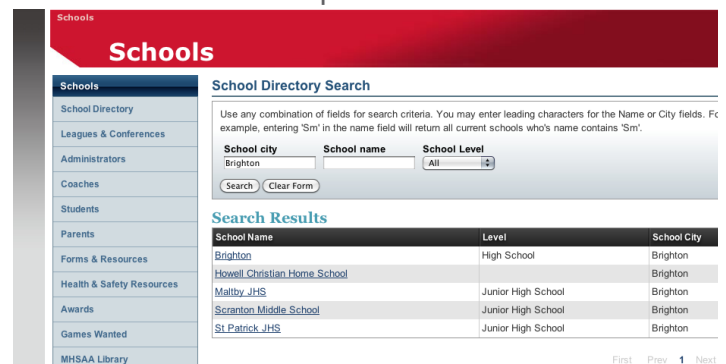 Schools
Schools
Schools
School Directory
Leagues & Conferences
Administrators
Coaches
Students
Parents
Forms & Resources
Health & Safety Resources
Awards
Games Wanted
MHSAA Library
School Directory Search
Use any combination of fields for search criteria. You may enter leading characters for the Name or City fields. Fo
example, entering 'Sm' in the name field will return all current schools who's name contains 'Sm'.
School city School name School Level
Brighton All
Search Clear Form
Search Results
School Name Level School City
Brighton High School Brighton
Howell Christian Home School Brighton
Maltby JHS Junior High School Brighton
Scranton Middle School Junior High School Brighton
St Patrick JHS Junior High School Brighton
First Prev 1 Next